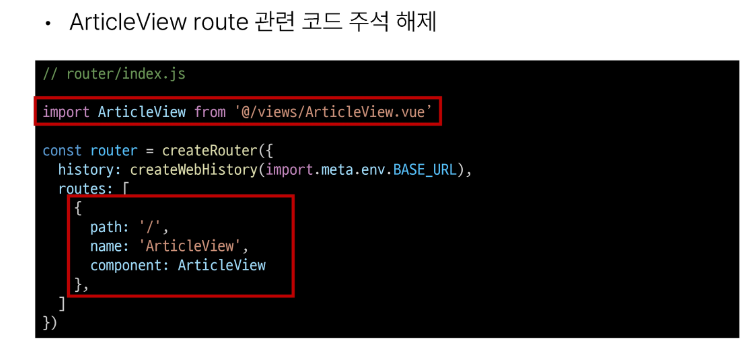 • ArticleView route 관련 코드 주석 해제
// router/index.js
import ArticleView from '@/views/ArticleView.vue’
const router = createRouter({
history: createWebHistory(import.meta.env.BASE_URL),
routes: [
{
path: '/',
name: 'ArticleView',
component: ArticleView
},
]
})